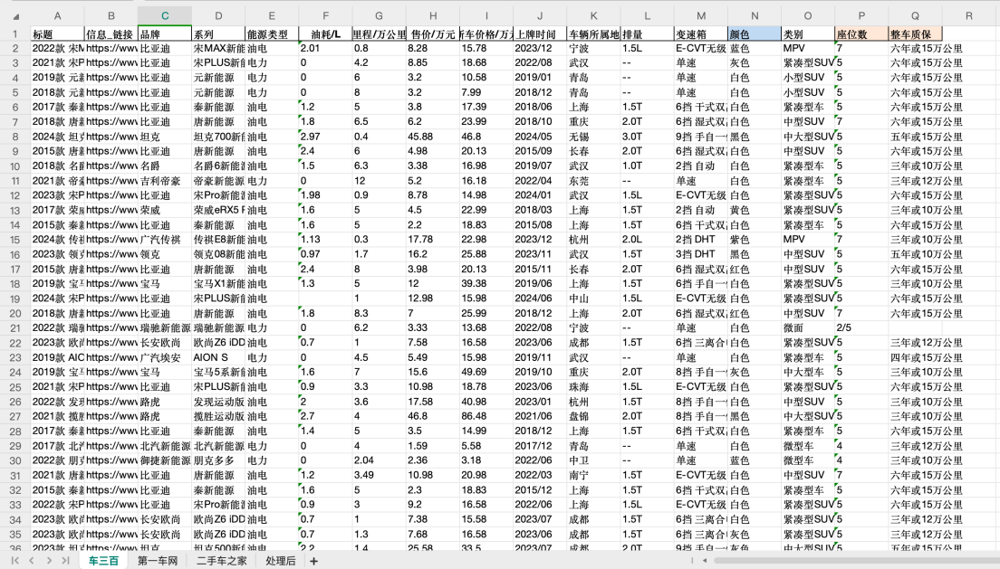 A B C D E F G H I J K L M N O P Q R
1 标题 信息_链接 品牌 系列 能源类型 油耗/L 里程/万公里 售价/万元 新车价格/万 上牌时间 车辆所属地 排量 变速箱 颜色 类别 座位数 整车质保
2 2022款 宋M https://www 比亚迪 宋MAX新能 油电 2.01 0.8 8.28 15.78 2023/12 宁波 1.5L E-CVT无级 蓝色 MPV 7 六年或15万公里
3 2021款 宋P https://www 比亚迪 宋PLUS新 电力 0 4.2 8.85 18.68 2022/08 武汉 -- 单速 灰色 紧凑型SUV 5 六年或15万公里
4 2019款 元新 https://www 比亚迪 元新能源 电力 0 6 3.2 10.58 2019/01 青岛 -- 单速 白色 小型SUV 5 六年或15万公里
5 2018款 元新 https://www 比亚迪 元新能源 电力 0 8 3.2 7.99 2018/12 青岛 -- 单速 白色 小型SUV 5 六年或15万公里
6 2017款 秦新 https://www 比亚迪 秦新能源 油电 1.2 5 3.8 17.39 2018/06 上海 1.5T 6挡 干式双 白色 紧凑型车 5 六年或15万公里
7 2018款 唐新 https://www 比亚迪 唐新能源 油电 1.8 6.5 6.2 23.99 2018/10 重庆 2.0T 6挡 湿式双 白色 中型SUV 7 六年或15万公里
8 2024款 坦克 https://www 坦克 坦克700新 油电 2.97 0.4 45.88 46.8 2024/05 无锡 3.0T 9挡 手自一 黑色 中大型SUV 5 五年或15万公里
9 2015款 唐新 https://www 比亚迪 唐新能源 油电 2.4 6 4.98 20.13 2015/09 长春 2.0T 6挡 湿式双 白色 中型SUV 5 六年或15万公里
10 2018款 名爵 https://www 名爵 名爵6新能 油电 1.5 6.3 3.38 16.98 2019/07 武汉 1.0T 2挡 自动 白色 紧凑型车 5 三年或10万公里
11 2021款 帝豪 https://www 吉利帝豪 帝豪新能源 电力 0 12 5.2 16.18 2022/04 东莞 -- 单速 白色 紧凑型车 5 三年或12万公里
12 2023款 宋P https://www 比亚迪 宋Pro新能 油电 1.98 0.9 8.78 14.98 2024/01 武汉 1.5L E-CVT无级 白色 紧凑型SUV 5 六年或15万公里
13 2017款 荣威 https://www 荣威 荣威eRX5 油电 1.6 5 4.5 22.99 2018/03 上海 1.5T 2挡 自动 黄色 紧凑型SUV 5 三年或10万公里
14 2015款 秦新 https://www 比亚迪 秦新能源 油电 1.6 5 2.2 18.83 2015/08 上海 1.5T 6挡 干式双 白色 紧凑型车 5 六年或15万公里
15 2024款 传祺 https://www 广汽传祺 传祺E8新能 油电 1.13 0.3 17.78 22.98 2023/12 杭州 2.0L 2挡 DHT 紫色 MPV 7 三年或10万公里
16 2023款 领克 https://www 领克 领克08新能 油电 0.97 1.7 16.2 25.88 2023/11 武汉 1.5T 3挡 DHT 黑色 中型SUV 5 五年或15万公里
17 2015款 唐新 https://www 比亚迪 唐新能源 油电 2.4 8 3.98 20.13 2015/11 长春 2.0T 6挡 湿式双 红色 中型SUV 5 六年或15万公里
18 2019款 宝马 https://www 宝马 宝马X1新能 油电 1.3 5 12 39.38 2019/06 上海 1.5T 6挡 手自一 白色 紧凑型SUV 5 三年或10万公里
19 2024款 宋P https://www 比亚迪 宋PLUS新 油电 1 12.98 15.98 2024/06 中山 1.5L E-CVT无级 白色 紧凑型SUV 5 六年或15万公里
20 2018款 唐新 https://www 比亚迪 唐新能源 油电 1.8 8.3 7 25.99 2018/12 上海 2.0T 6挡 湿式双 红色 中型SUV 7 六年或15万公里
21 2022款 瑞驰 https://www 瑞驰新能源 瑞驰新能源 电力 0 6.2 3.33 13.68 2022/08 宁波 -- 单速 白色 微面 2/5
22 2023款 欧尚 https://www 长安欧尚 欧尚Z6 iDD 油电 0.7 1 7.58 16.58 2023/06 成都 1.5T 6挡 三离合 白色 紧凑型SUV 5 三年或12万公里
23 2019款 AIO https://www 广汽埃安 AION S 电力 0 4.5 5.49 15.98 2019/11 武汉 -- 单速 白色 紧凑型车 5 四年或15万公里
24 2019款 宝马 https://www 宝马 宝马5系新 油电 1.6 7 15.6 49.69 2019/10 重庆 2.0T 8挡 手自一 灰色 中大型车 5 三年或10万公里
25 2021款 宋P https://www 比亚迪 宋PLUS新 油电 0.9 3.3 10.98 18.78 2023/06 珠海 1.5L E-CVT无级 白色 紧凑型SUV 5 六年或15万公里
26 2022款 发现 https://www 路虎 发现运动版 油电 2 3.6 17.58 40.98 2023/01 杭州 1.5T 8挡 手自一 白色 中型SUV 5 三年或10万公里
27 2021款 揽胜 https://www 路虎 揽胜运动版 油电 2.7 4 46.8 86.48 2021/06 盘锦 2.0T 8挡 手自一 黑色 中大型SUV 5 三年或10万公里
28 2017款 秦新 https://www 比亚迪 秦新能源 油电 1.4 5 3.5 14.99 2018/12 上海 1.5T 6挡 干式双 白色 紧凑型车 5 六年或15万公里
29 2017款 北汽 https://www 北汽新能源 北汽新能源 电力 0 4 1.59 5.58 2017/12 青岛 -- 单速 白色 微型车 4 三年或12万公里
30 2022款 朋克 https://www 御捷新能源 朋克多多 电力 0 2.04 2.36 3.18 2022/06 中卫 -- 单速 蓝色 微型车 4 三年或10万公里
31 2021款 唐新 https://www 比亚迪 唐新能源 油电 1.2 3.49 10.98 20.98 2022/03 南宁 1.5T E-CVT无级 白色 中型SUV 7 六年或15万公里
32 2015款 秦新 https://www 比亚迪 秦新能源 油电 1.6 5 2.3 18.83 2015/12 上海 1.5T 6挡 干式双 白色 紧凑型车 5 六年或15万公里
33 2022款 宋P https://www 比亚迪 宋Pro新能 油电 0.9 3 9.2 16.58 2022/06 上海 1.5L E-CVT无级 黑色 紧凑型SUV 5 六年或15万公里
34 2023款 欧尚 https://www 长安欧尚 欧尚Z6 iDD 油电 0.7 1 7.38 15.58 2023/07 成都 1.5T 6挡 三离合 白色 紧凑型SUV 5 三年或12万公里
35 2023款 欧尚 https://www 长安欧尚 欧尚Z6 iDD 油电 0.7 1.3 7.68 16.58 2023/06 成都 1.5T 6挡 三离合 灰色 紧凑型SUV 5 三年或12万公里
36 2023款 坦克 https://www 坦克 坦克500新 油电 2.2 1.4 25.58 33.5 2023/07 成都 2.0T 9挡 手自一 灰色 中大型SUV 5 五年或15万公里
车三百 第一车网 二手车之家 处理后 +